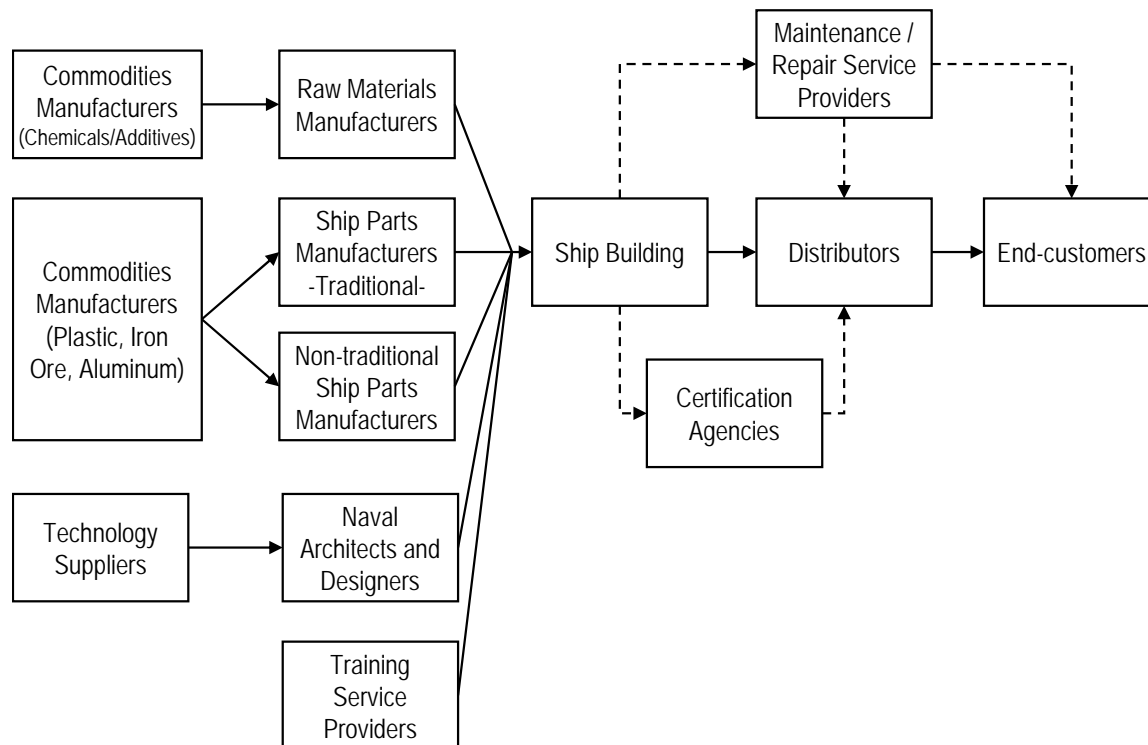 Commodities
Manufacturers
(Chemicals/Additives)
Raw Materials
Manufacturers
Maintenance /
Repair Service
Providers
Commodities
Manufacturers
(Plastic, Iron
Ore, Aluminum)
Ship Parts
Manufacturers
-Traditional-
Non-traditional
Ship Parts
Manufacturers
Ship Building
Distributors
End-customers
Certification
Agencies
Technology
Suppliers
Naval
Architects and
Designers
Training
Service
Providers